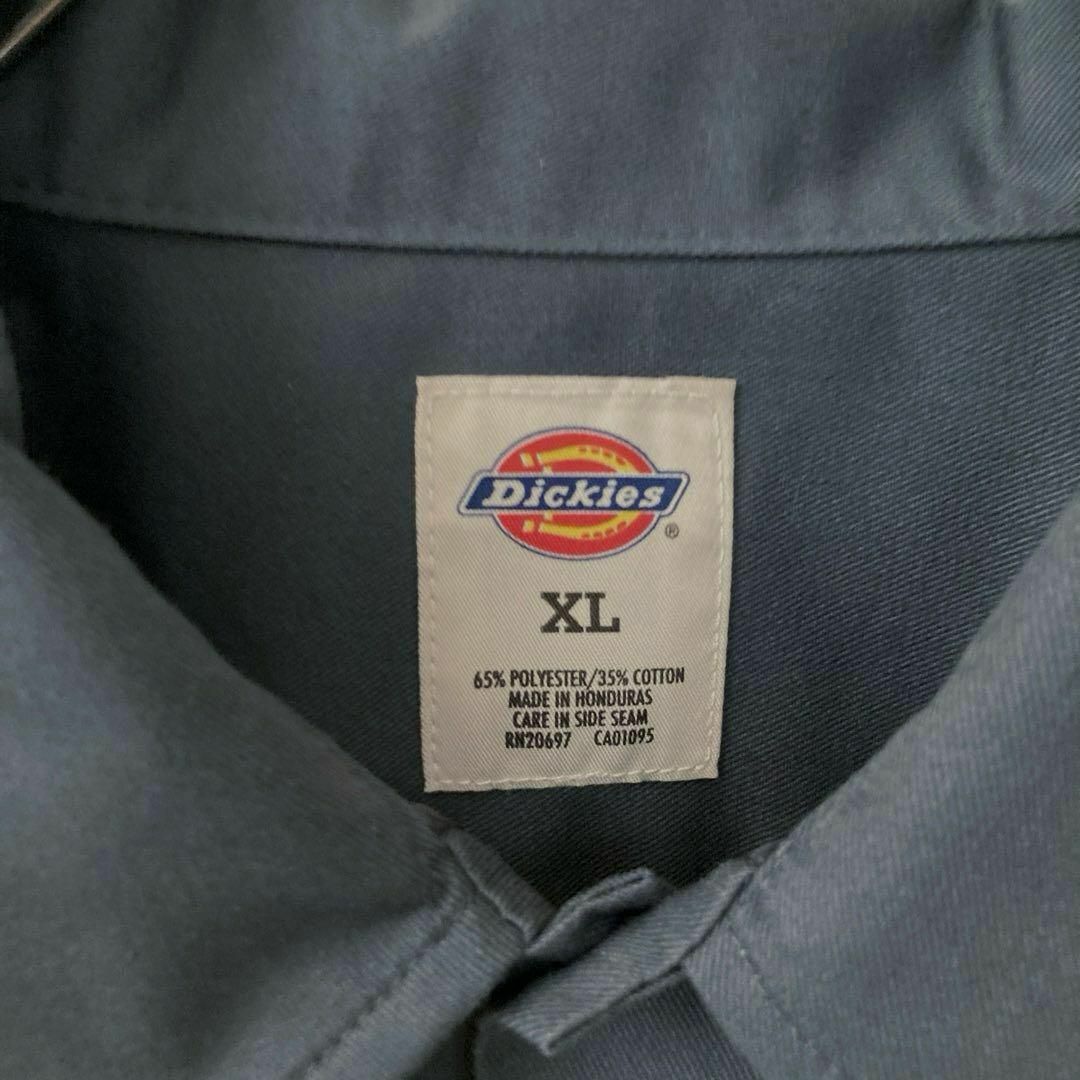 Dickies®
XL
65% POLYESTER/35% COTTON
MADE IN HONDURAS
CARE IN SIDE SEAM
RN20697 CA01095